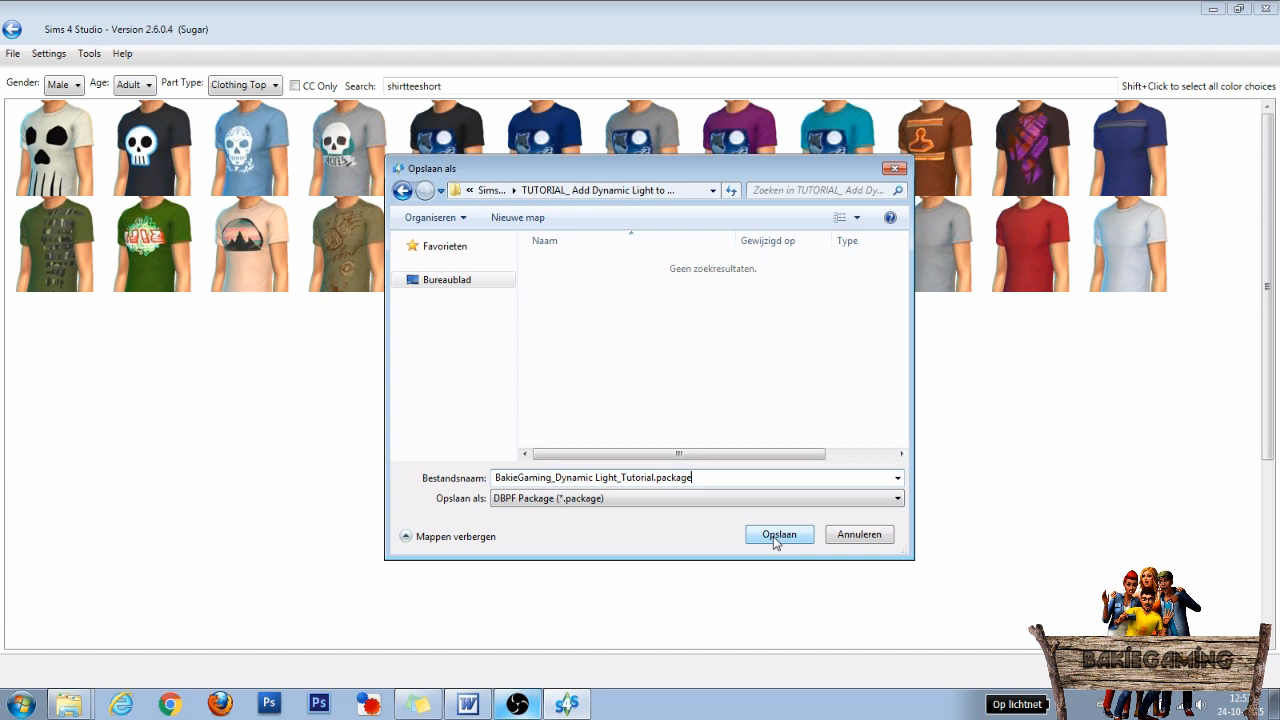 Sims 4 Studio - Version 2.6.0.4 (Sugar)
File Settings Tools Help
Gender: Male Age: Adult Part Type: Clothing Top CC Only Search: shirtteeshort Shift+Click to select all color choices
Opslaan als
« Sims... TUTORIAL_ Add Dynamic Light to ... Zoeken in TUTORIAL_ Add Dy...
Organiseren Nieuwe map
Favorieten
Bureaublad
Naam Gewijzigd op Type
Geen zoekresultaten.
Bestandsnaam: BakieGaming_Dynamic Light_Tutorial.package
Opslaan als: DBPF Package (*.package)
Mappen verbergen Opslaan Annuleren
BAKIEGAMING
Ps Ps W Op lichtnet